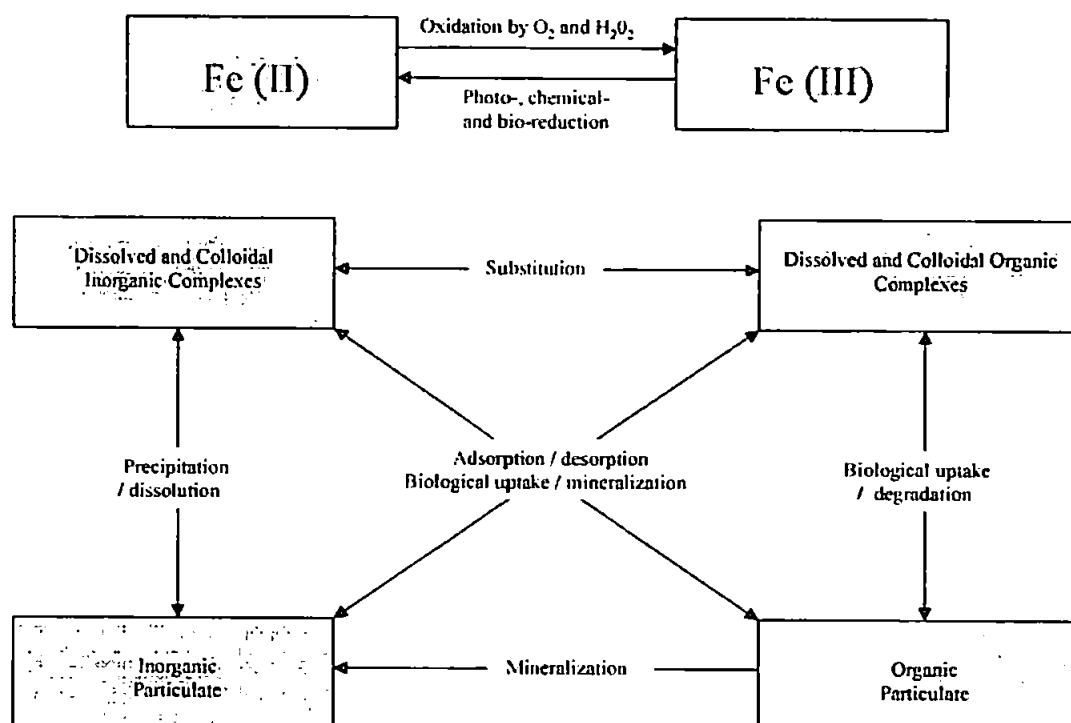 Oxidation by O₂ and H₂0₂
Fe (II)
Fe (III)
Photo-, chemical-
and bio-reduction
Dissolved and Colloidal
Inorganic Complexes
Substitution
Dissolved and Colloidal Organic
Complexes
Precipitation
/ dissolution
Adsorption / desorption
Biological uptake / mineralization
Biological uptake
/ degradation
Inorganic
Particulate
Mineralization
Organic
Particulate